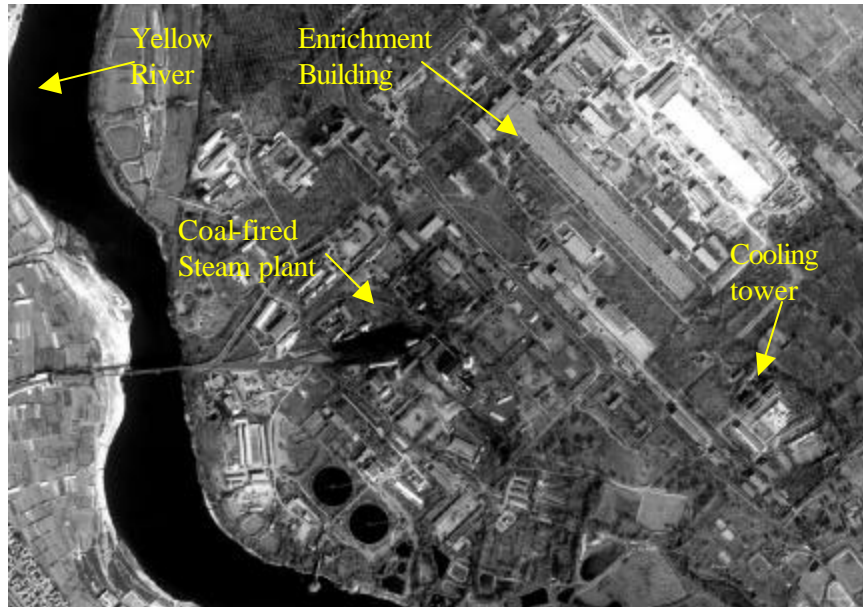 Yellow
River
Enrichment
Building
Coal-fired
Steam plant
Cooling
tower